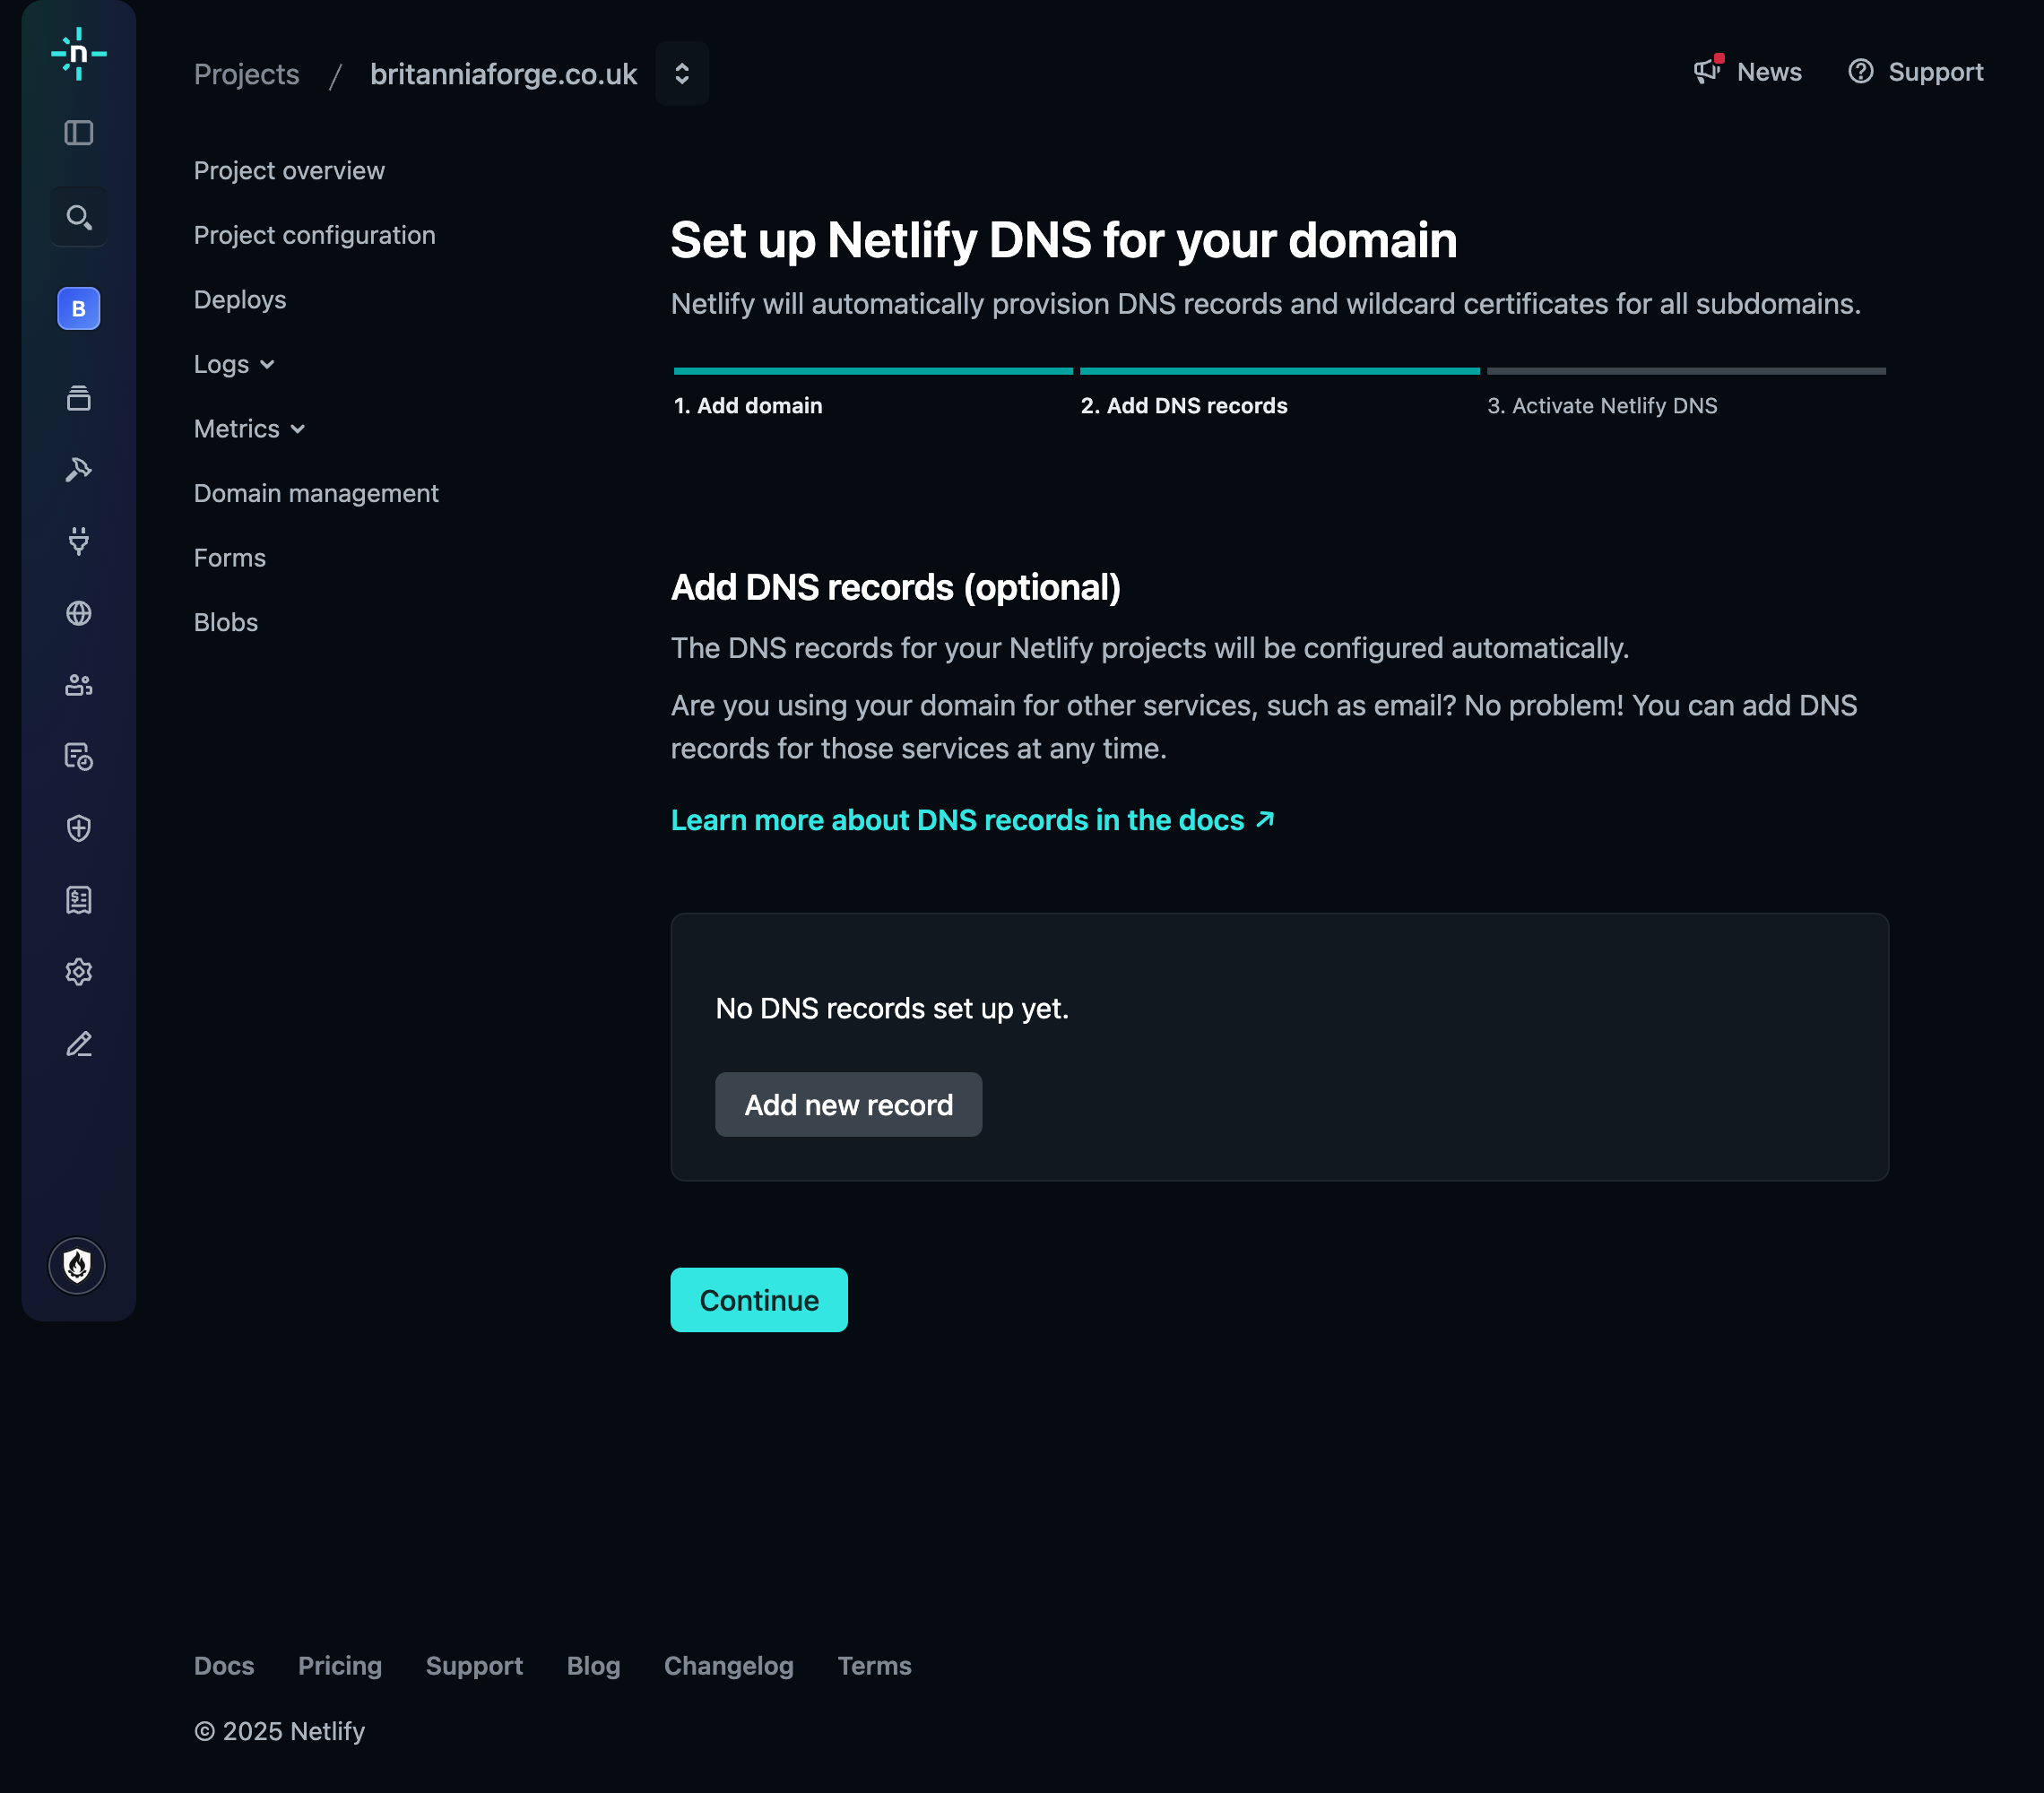 n
Projects / britanniaforge.co.uk
News
Support
B
Project overview
Project configuration
Deploys
Logs
Metrics
Domain management
Forms
Blobs
Set up Netlify DNS for your domain
Netlify will automatically provision DNS records and wildcard certificates for all subdomains.
1. Add domain
2. Add DNS records
3. Activate Netlify DNS
Add DNS records (optional)
The DNS records for your Netlify projects will be configured automatically.
Are you using your domain for other services, such as email? No problem! You can add DNS
records for those services at any time.
Learn more about DNS records in the docs
No DNS records set up yet.
Add new record
Continue
Docs Pricing Support Blog Changelog Terms
© 2025 Netlify